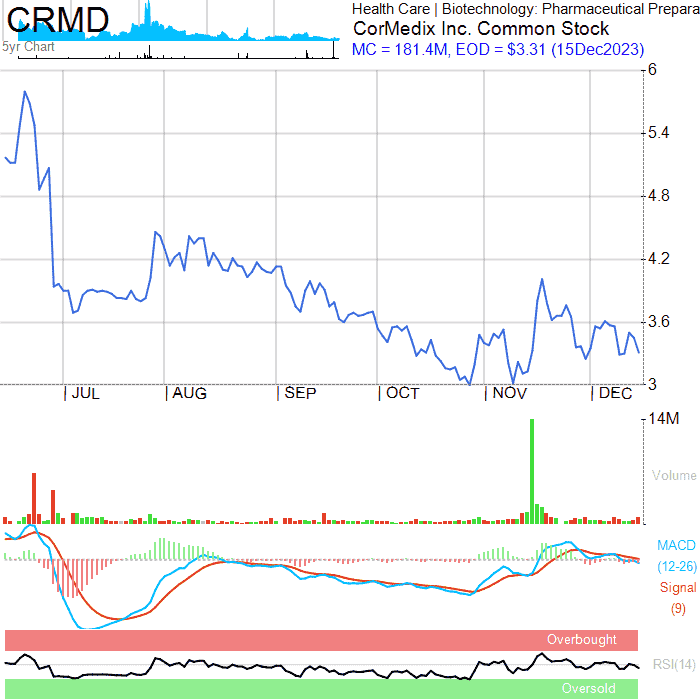 CRMD
5yr Chart
Health Care | Biotechnology: Pharmaceutical Prepara
CorMedix Inc. Common Stock
MC = 181.4M, EOD = $3.31 (15Dec2023)
6
5.4
4.8
4.2
3.6
3
JUL AUG SEP OCT NOV DEC
14M
Volume
MACD
(12-26)
Signal
(9)
Overbought
RSI(14)
Oversold